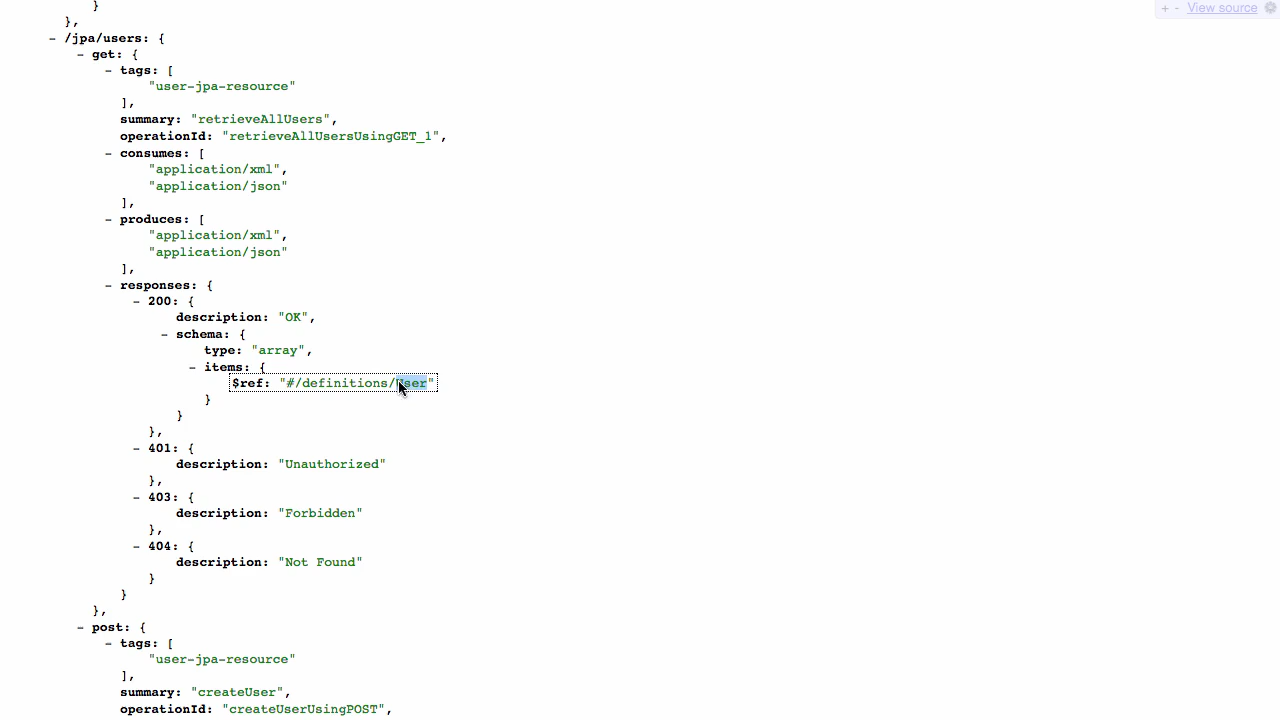 }
+ - View source
},
- /jpa/users: {
- get: {
- tags: [
"user-jpa-resource"
],
summary: "retrieveAllUsers",
operationId: "retrieveAllUsersUsingGET_1",
- consumes: [
"application/xml",
"application/json"
],
- produces: [
"application/xml",
"application/json"
],
- responses: {
- 200: {
description: "OK",
- schema: {
type: "array",
- items: {
$ref: "#/definitions/User"
}
}
},
- 401: {
description: "Unauthorized"
},
- 403: {
description: "Forbidden"
},
- 404: {
description: "Not Found"
}
}
},
- post: {
- tags: [
"user-jpa-resource"
],
summary: "createUser",
operationId: "createUserUsingPOST",